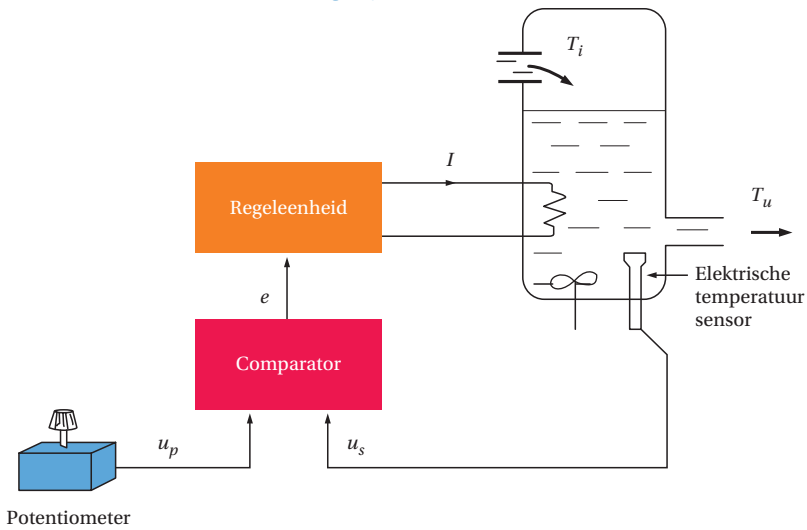 T_i
I
Regeleenheid
T_u
Elektrische
temperatuur
sensor
e
Comparator
u_p
u_s
Potentiometer